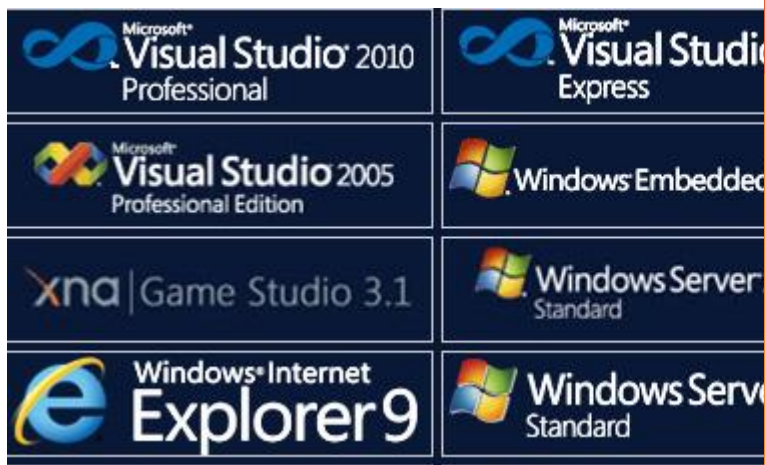 Microsoft®
Visual Studio® 2010
Professional
Microsoft®
Visual Studi
Express
Microsoft®
Visual Studio 2005
Professional Edition
Windows® Embedded
xna | Game Studio 3.1
Windows Server
Standard
Windows® Internet
Explorer 9
Windows Serv
Standard